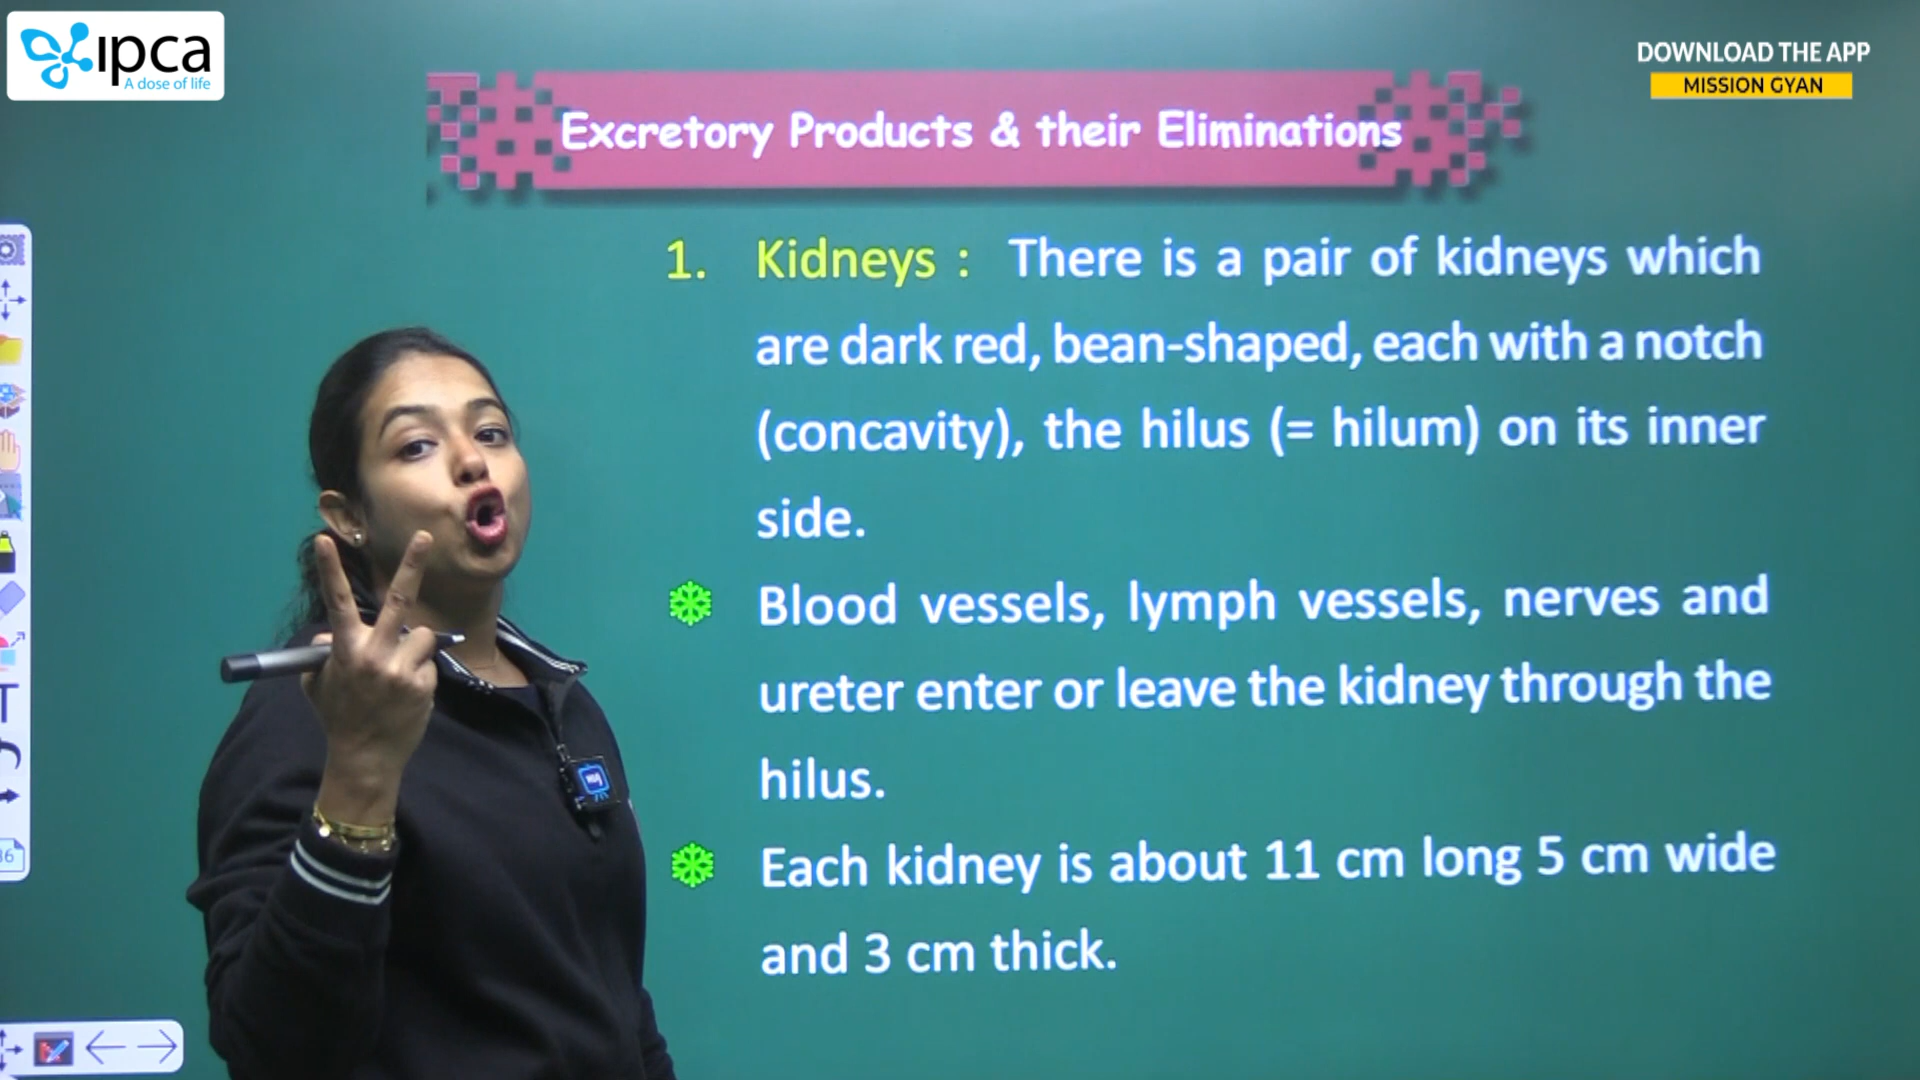 ipca
A dose of life
DOWNLOAD THE APP
MISSION GYAN
Excretory Products & their Eliminations
1. Kidneys : There is a pair of kidneys which
are dark red, bean-shaped, each with a notch
(concavity), the hilus (= hilum) on its inner
side.
Blood vessels, lymph vessels, nerves and
ureter enter or leave the kidney through the
hilus.
Each kidney is about 11 cm long 5 cm wide
and 3 cm thick.